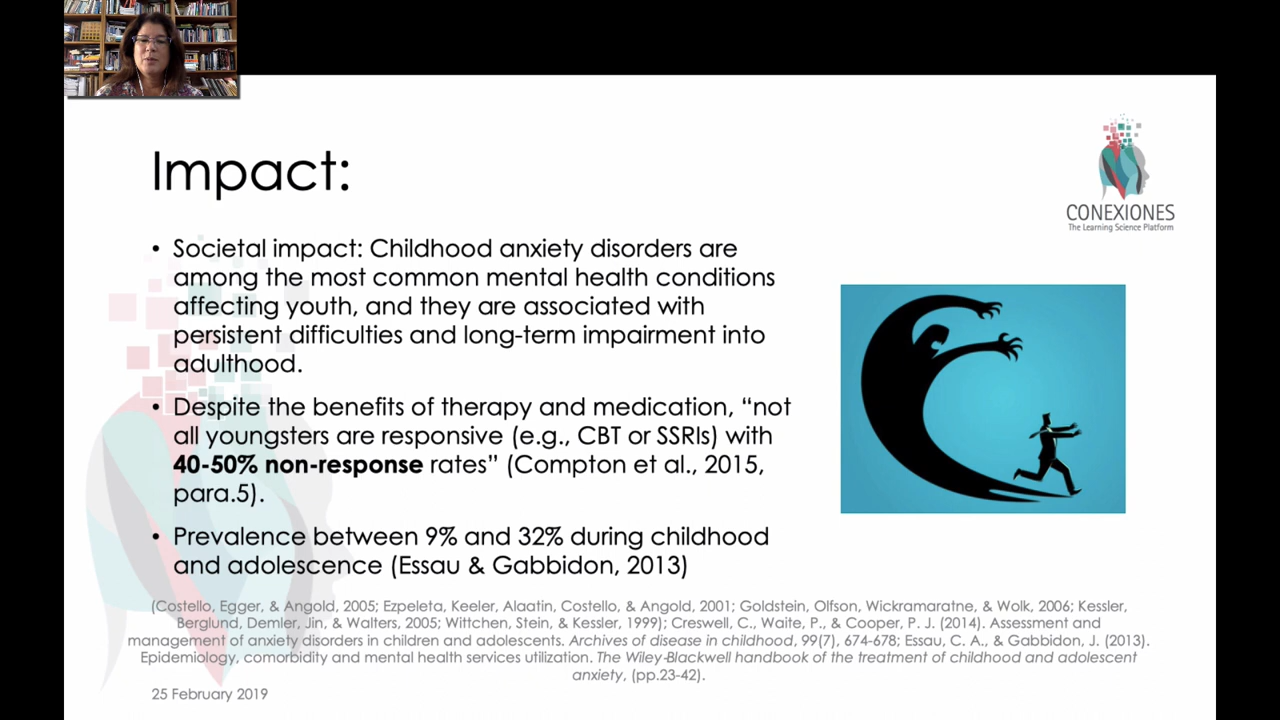 Impact:
CONEXIONES
The Learning Science Platform
• Societal impact: Childhood anxiety disorders are
among the most common mental health conditions
affecting youth, and they are associated with
persistent difficulties and long-term impairment into
adulthood.
• Despite the benefits of therapy and medication, “not
all youngsters are responsive (e.g., CBT or SSRIs) with
40-50% non-response rates” (Compton et al., 2015,
para.5).
• Prevalence between 9% and 32% during childhood
and adolescence (Essau & Gabbidon, 2013)
(Costello, Egger, & Angold, 2005; Ezpeleta, Keeler, Alaatin, Costello, & Angold, 2001; Goldstein, Olfson, Wickramaratne, & Wolk, 2006; Kessler,
Berglund, Demler, Jin, & Walters, 2005; Wittchen, Stein, & Kessler, 1999); Creswell, C., Waite, P., & Cooper, P. J. (2014). Assessment and
management of anxiety disorders in children and adolescents. Archives of disease in childhood, 99(7), 674-678; Essau, C. A., & Gabbidon, J. (2013).
Epidemiology, comorbidity and mental health services utilization. The Wiley-Blackwell handbook of the treatment of childhood and adolescent
anxiety, (pp.23-42).
25 February 2019